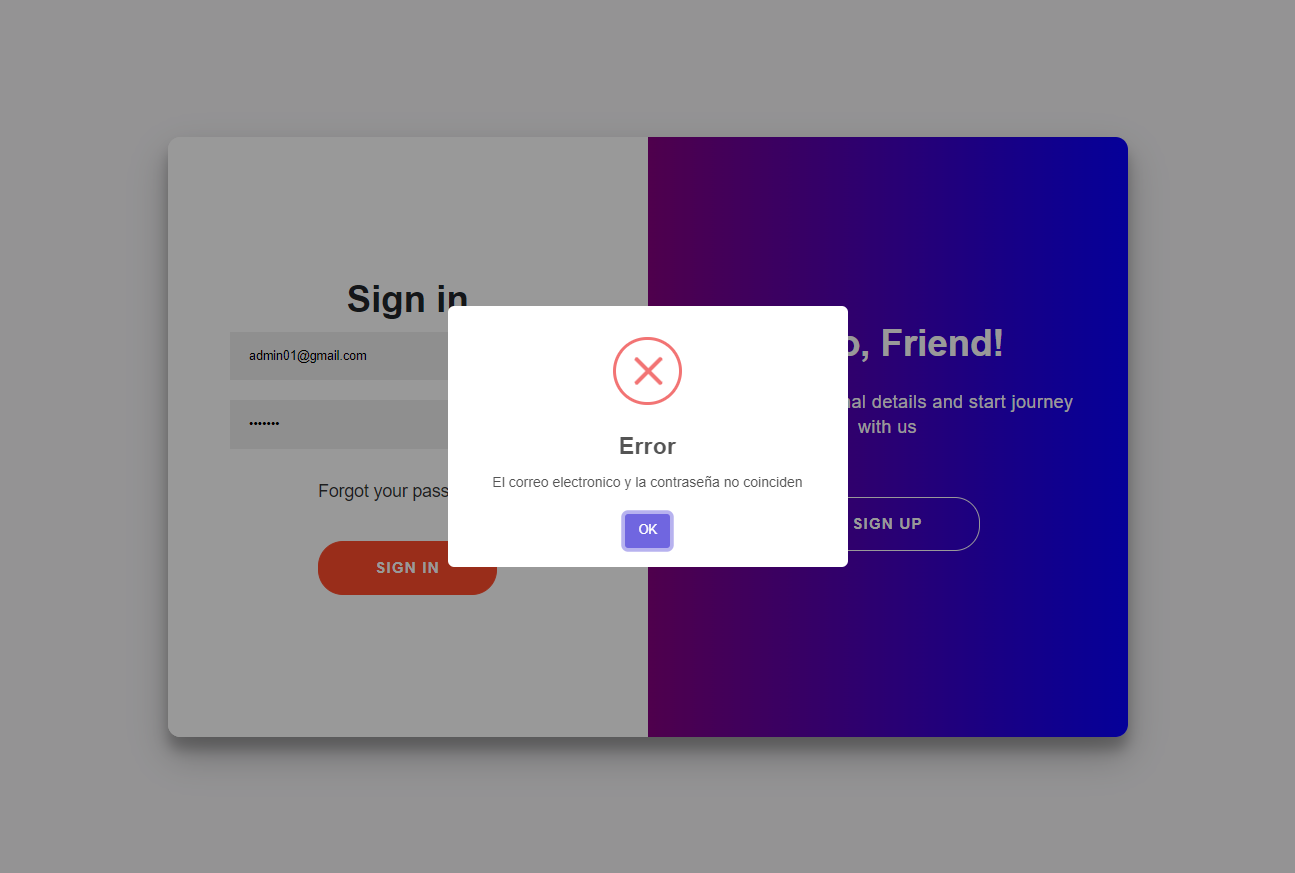 Sign in
admin01@gmail.com
•••••••
Forgot your pass
SIGN IN
Error
El correo electronico y la contraseña no coinciden
OK
o, Friend!
nal details and start journey
with us
SIGN UP